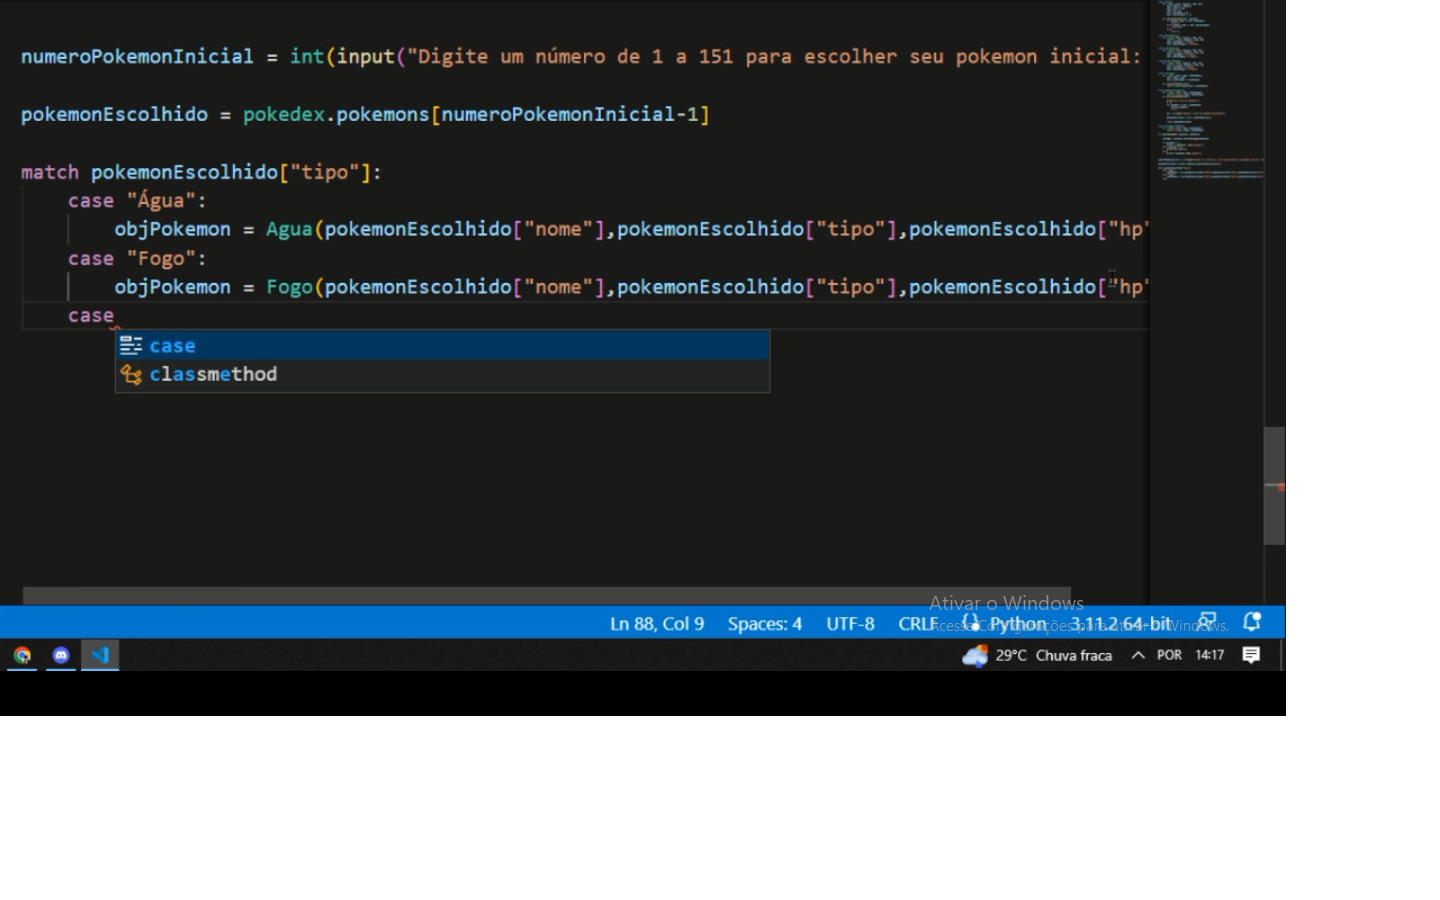 numeroPokemonInicial = int(input("Digite um número de 1 a 151 para escolher seu pokemon inicial:
pokemonEscolhido = pokedex.pokemons[numeroPokemonInicial-1]
match pokemonEscolhido["tipo"]:
case "Água":
objPokemon = Agua(pokemonEscolhido["nome"],pokemonEscolhido["tipo"],pokemonEscolhido["hp"
case "Fogo":
objPokemon = Fogo(pokemonEscolhido["nome"],pokemonEscolhido["tipo"],pokemonEscolhido["hp"
case
case
classmethod
Ativar o Windows
Acesse Configurações para ativar o Windows.
Ln 88, Col 9 Spaces: 4 UTF-8 CRLF Python 3.11.2 64-bit
29°C Chuva fraca POR 14:17